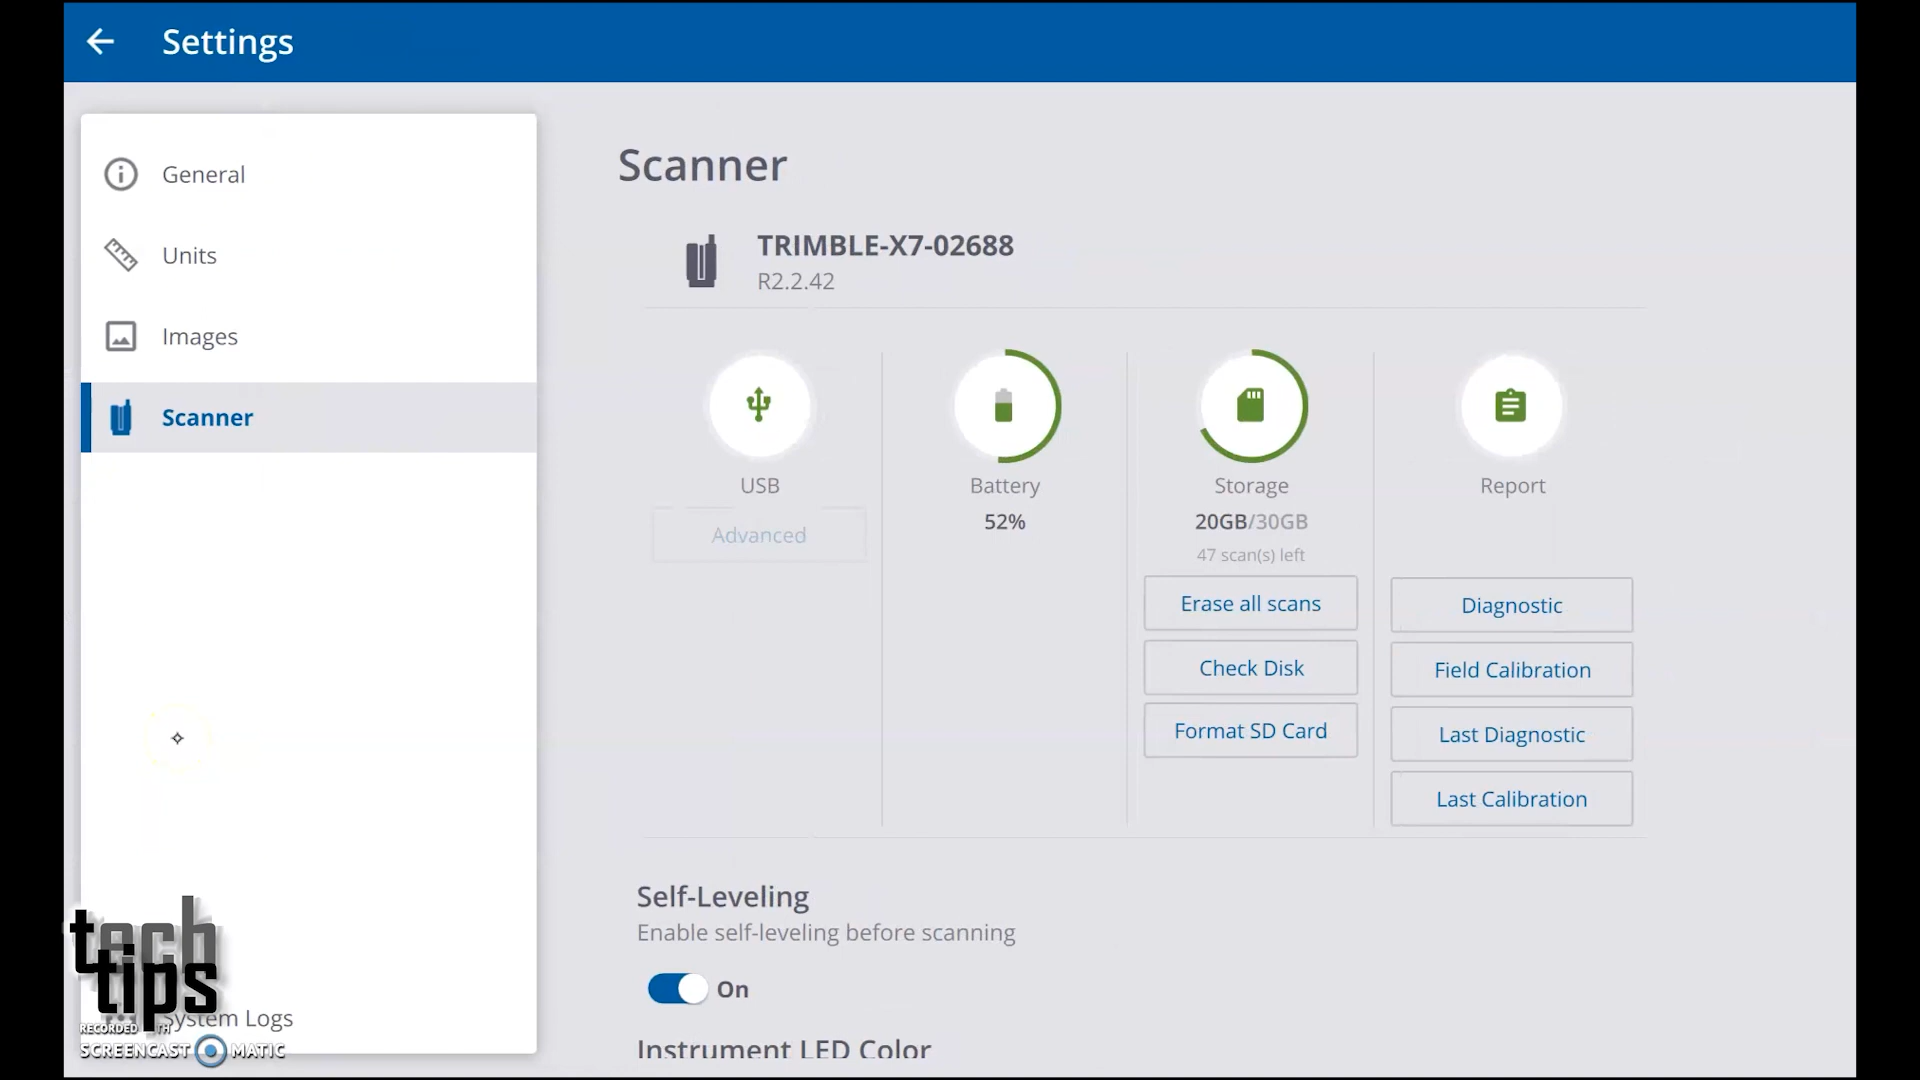 Settings
General
Units
Images
Scanner
System Logs
Scanner
TRIMBLE-X7-02688
R2.2.42
USB
Advanced
Battery
52%
Storage
20GB/30GB
47 scan(s) left
Erase all scans
Check Disk
Format SD Card
Report
Diagnostic
Field Calibration
Last Diagnostic
Last Calibration
Self-Leveling
Enable self-leveling before scanning
On
Instrument LED Color
tech
tips
RECORDED
SCREENCAST MATIC